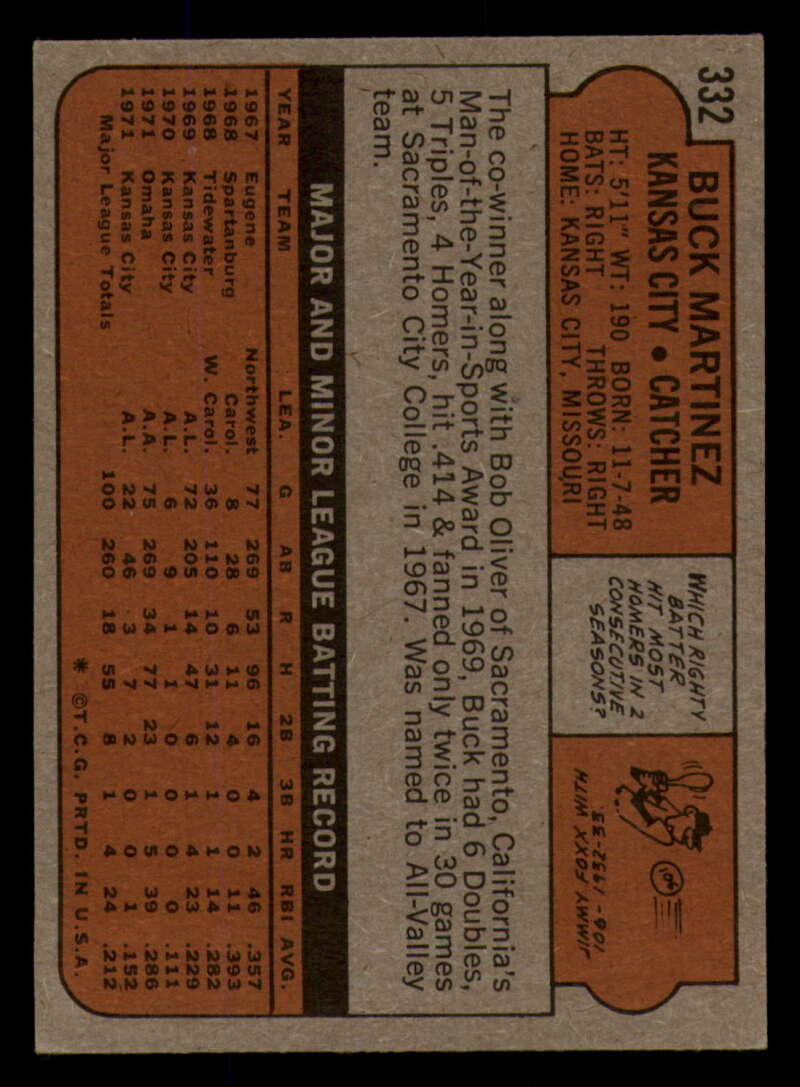 332
BUCK MARTINEZ
KANSAS CITY • CATCHER
HT: 5'11" WT: 190 BORN: 11-7-48
BATS: RIGHT THROWS: RIGHT
HOME: KANSAS CITY, MISSOURI
WHICH RIGHTY
BATTER
HIT MOST
HOMERS IN 2
CONSECUTIVE
SEASONS?
106
JIMMY FOXX WITH
106-1932-33.
The co-winner along with Bob Oliver of Sacramento, California's
Man-of-the-Year-in-Sports Award in 1969, Buck had 6 Doubles,
5 Triples, 4 Homers, hit .414 & fanned only twice in 30 games
at Sacramento City College in 1967. Was named to All-Valley
team.
MAJOR AND MINOR LEAGUE BATTING RECORD
YEAR TEAM LEA. G AB R H 2B 3B HR RBI AVG.
1967 Eugene Northwest 77 269 53 96 16 4 2 46 .357
1968 Spartanburg Carol. 8 28 6 11 4 0 0 11 .393
1968 Tidewater W. Carol. 36 110 10 31 12 1 1 14 .282
1969 Kansas City A.L. 72 205 14 47 6 1 4 23 .229
1970 Kansas City A.L. 6 9 1 1 0 0 0 0 .111
1971 Omaha A.A. 75 269 34 77 23 1 5 39 .286
1971 Kansas City A.L. 22 46 3 7 2 0 0 1 .152
Major League Totals 100 260 18 55 8 1 4 24 .212
* ©T.C.G. PRTD. IN U.S.A.